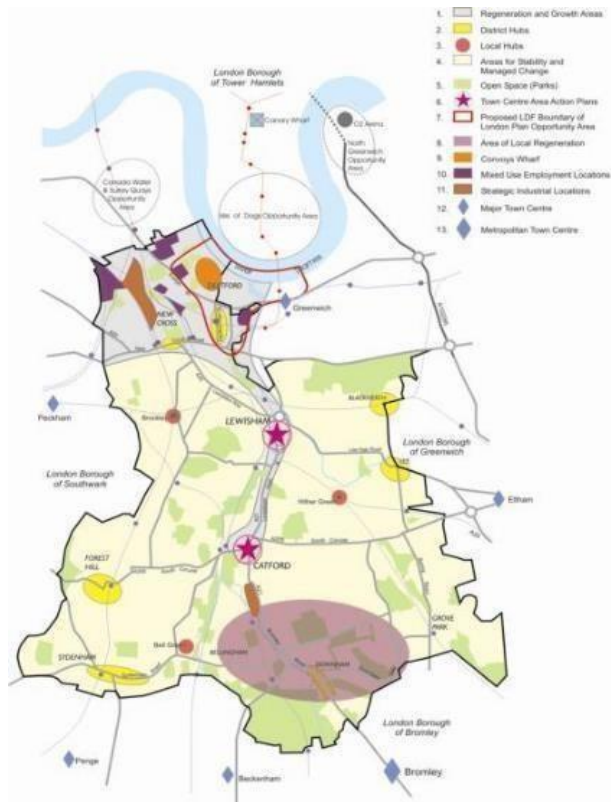 1. Regeneration and Growth Areas
2. District Hubs
3. Local Hubs
4. Areas for Stability and
Managed Change
5. Open Space (Parks)
6. Town Centre Area Action Plans
7. Proposed LDF Boundary of
London Plan Opportunity Area
8. Area of Local Regeneration
9. Convoys Wharf
10. Mixed Use Employment Locations
11. Strategic Industrial Locations
12. Major Town Centre
13. Metropolitan Town Centre
London Borough
of Tower Hamlets
Canary Wharf
O2 Arena
North
Greenwich
Opportunity
Area
Canada Water
& Surrey Quays
Opportunity
Area
Isle of Dogs Opportunity Area
DEPTFORD
NEW
CROSS
Greenwich
Peckham
Brockley
LEWISHAM
BLACKHEATH
LEE
London Borough
of Greenwich
London Borough
of Southwark
Hither Green
Eltham
CATFORD
FOREST
HILL
GROVE
PARK
Bell Green
BELLINGHAM
SYDENHAM
DOWNHAM
London Borough
of Bromley
Penge
Beckenham
Bromley